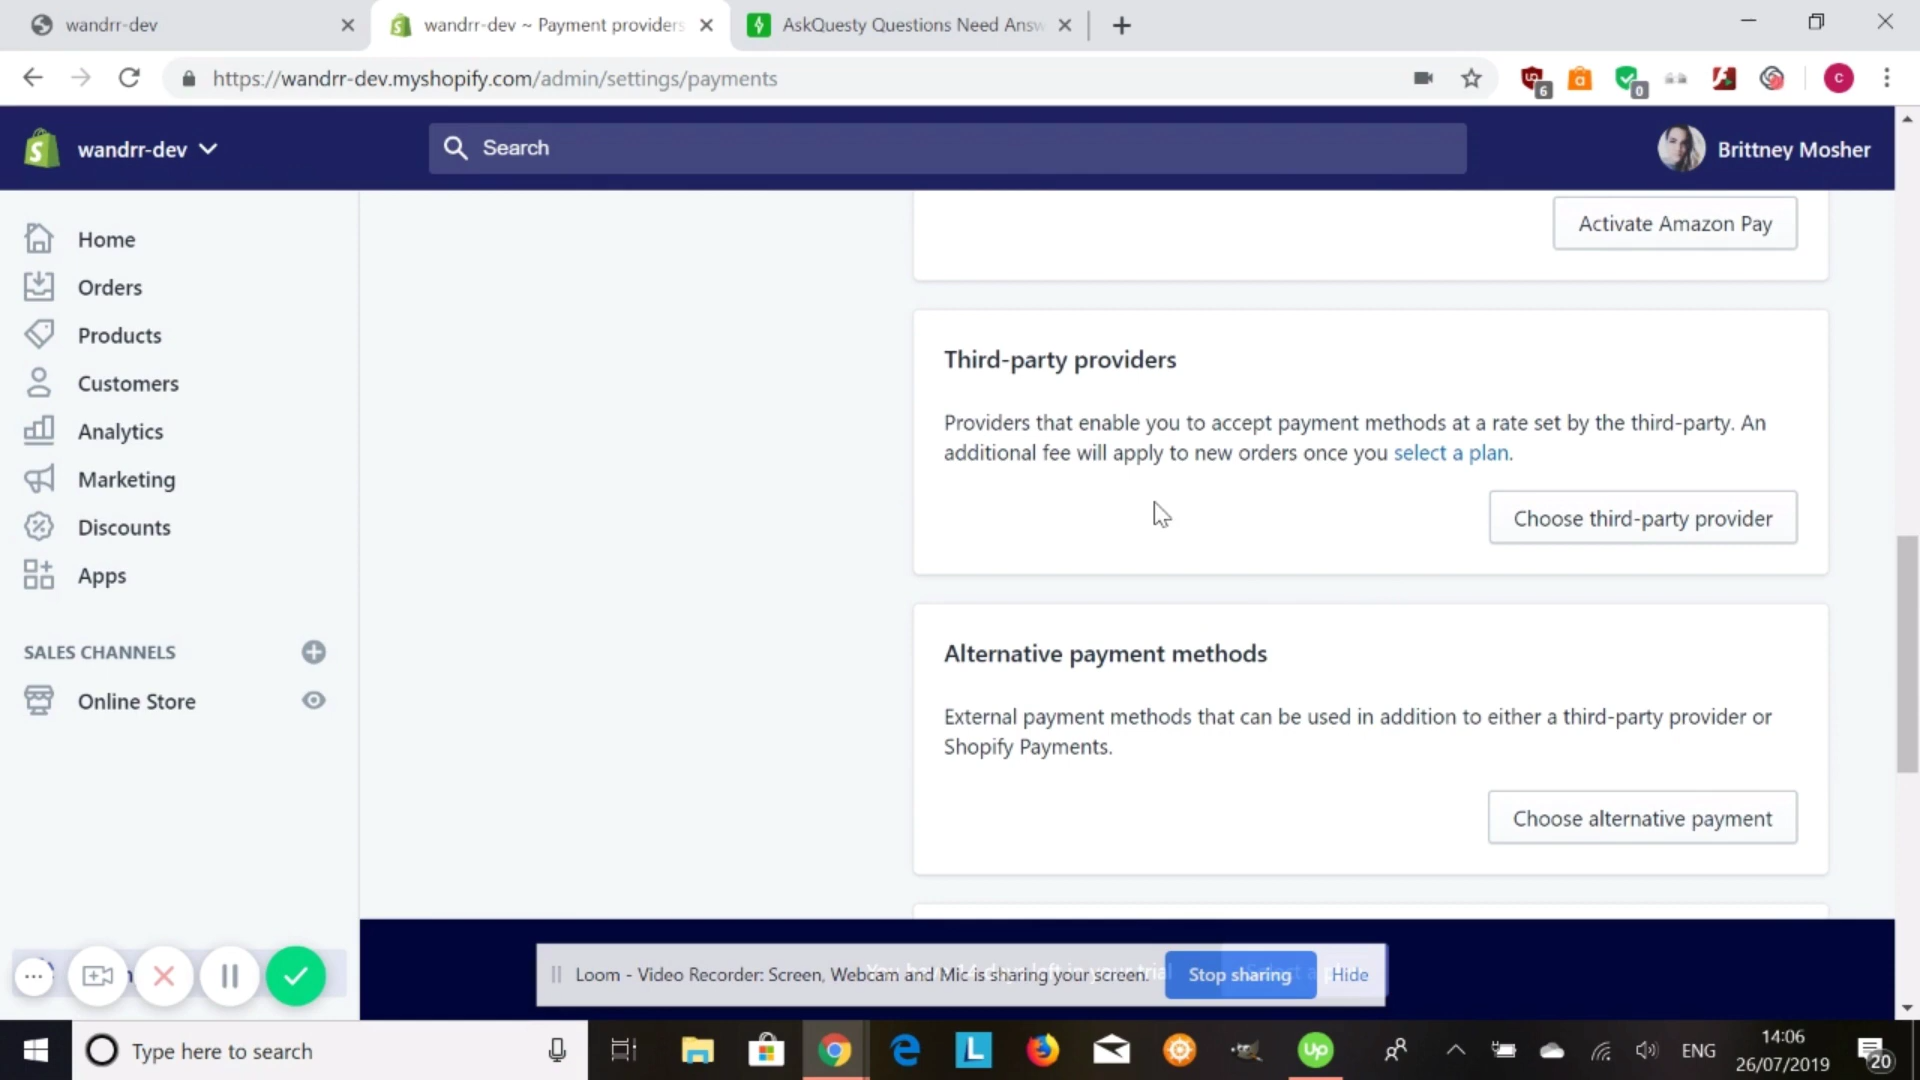 wandrr-dev
wandrr-dev ~ Payment providers
AskQuesty Questions Need Answ
https://wandrr-dev.myshopify.com/admin/settings/payments
6
0
C
wandrr-dev
Search
Brittney Mosher
Home
Orders
Products
Customers
Analytics
Marketing
Discounts
Apps
SALES CHANNELS
Online Store
Activate Amazon Pay
Third-party providers
Providers that enable you to accept payment methods at a rate set by the third-party. An
additional fee will apply to new orders once you select a plan.
Choose third-party provider
Alternative payment methods
External payment methods that can be used in addition to either a third-party provider or
Shopify Payments.
Choose alternative payment
Loom - Video Recorder: Screen, Webcam and Mic is sharing your screen.
Stop sharing
Hide
Type here to search
L
Up
ENG
14:06
26/07/2019
20